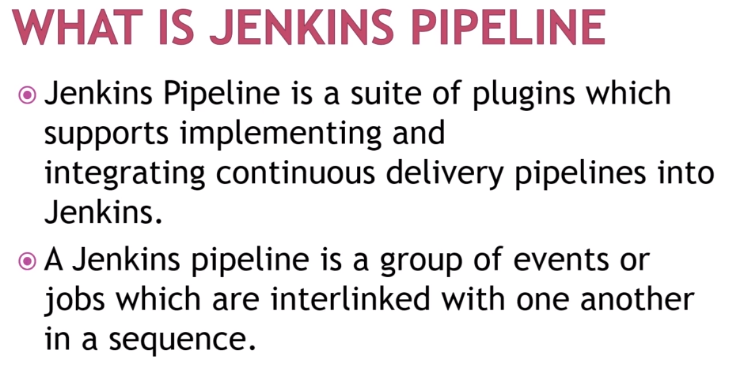 WHAT IS JENKINS PIPELINE
Jenkins Pipeline is a suite of plugins which
supports implementing and
integrating continuous delivery pipelines into
Jenkins.
A Jenkins pipeline is a group of events or
jobs which are interlinked with one another
in a sequence.